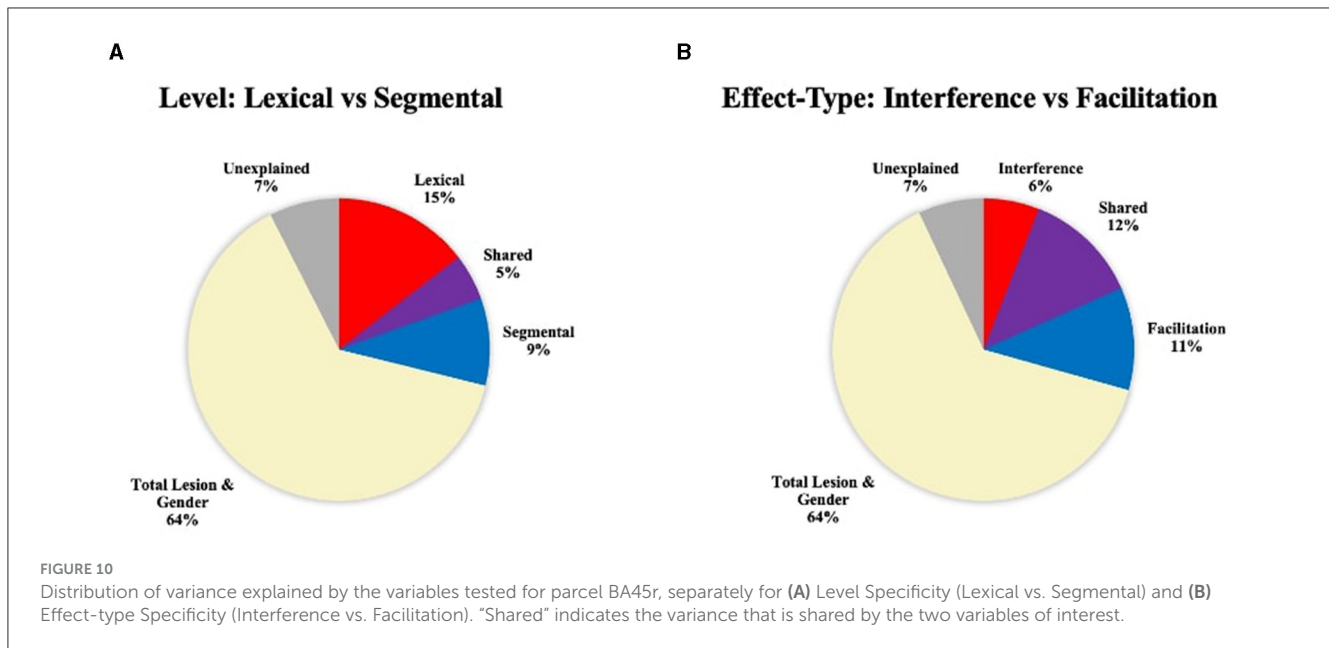 A
Level: Lexical vs Segmental
Unexplained
7%
Lexical
15%
Shared
5%
Segmental
9%
Total Lesion &
Gender
64%
B
Effect-Type: Interference vs Facilitation
Unexplained
7%
Interference
6%
Shared
12%
Facilitation
11%
Total Lesion &
Gender
64%
FIGURE 10
Distribution of variance explained by the variables tested for parcel BA45r, separately for (A) Level Specificity (Lexical vs. Segmental) and (B)
Effect-type Specificity (Interference vs. Facilitation). “Shared” indicates the variance that is shared by the two variables of interest.